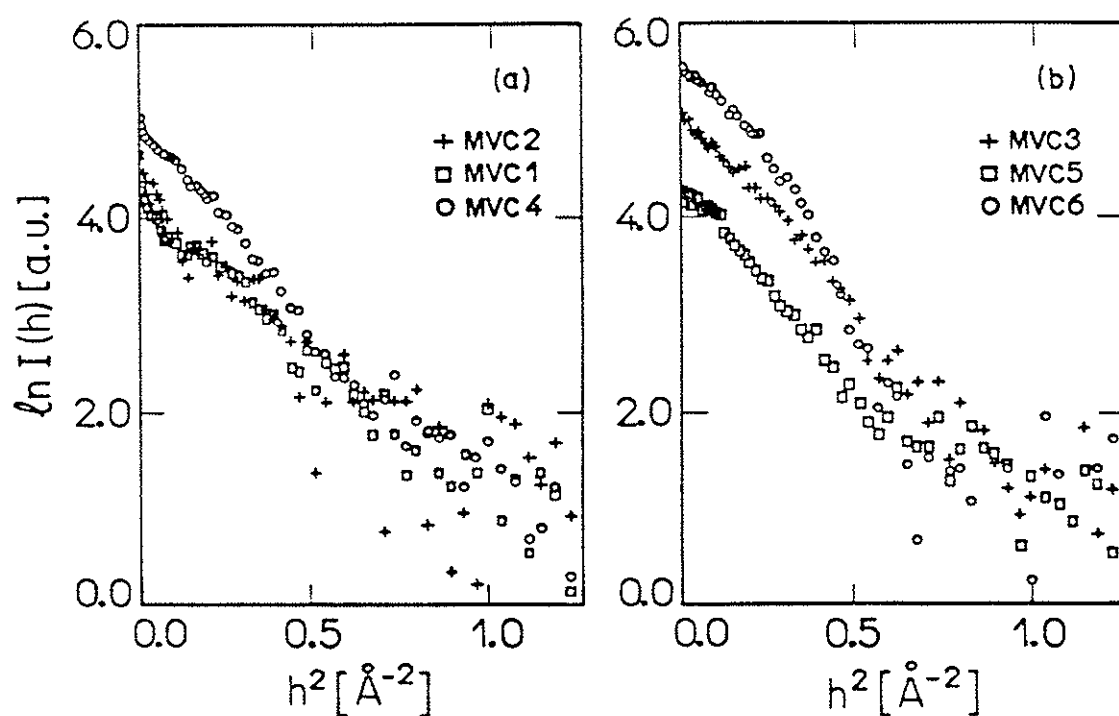 6.0
4.0
2.0
0.0
ℓn I(h) [a.u.]
(a)
+ MVC2
□ MVC1
○ MVC4
0.0 0.5 1.0
h² [Å⁻²]
6.0
4.0
2.0
0.0
(b)
+ MVC3
□ MVC5
○ MVC6
0.0 0.5 1.0
h² [Å⁻²]